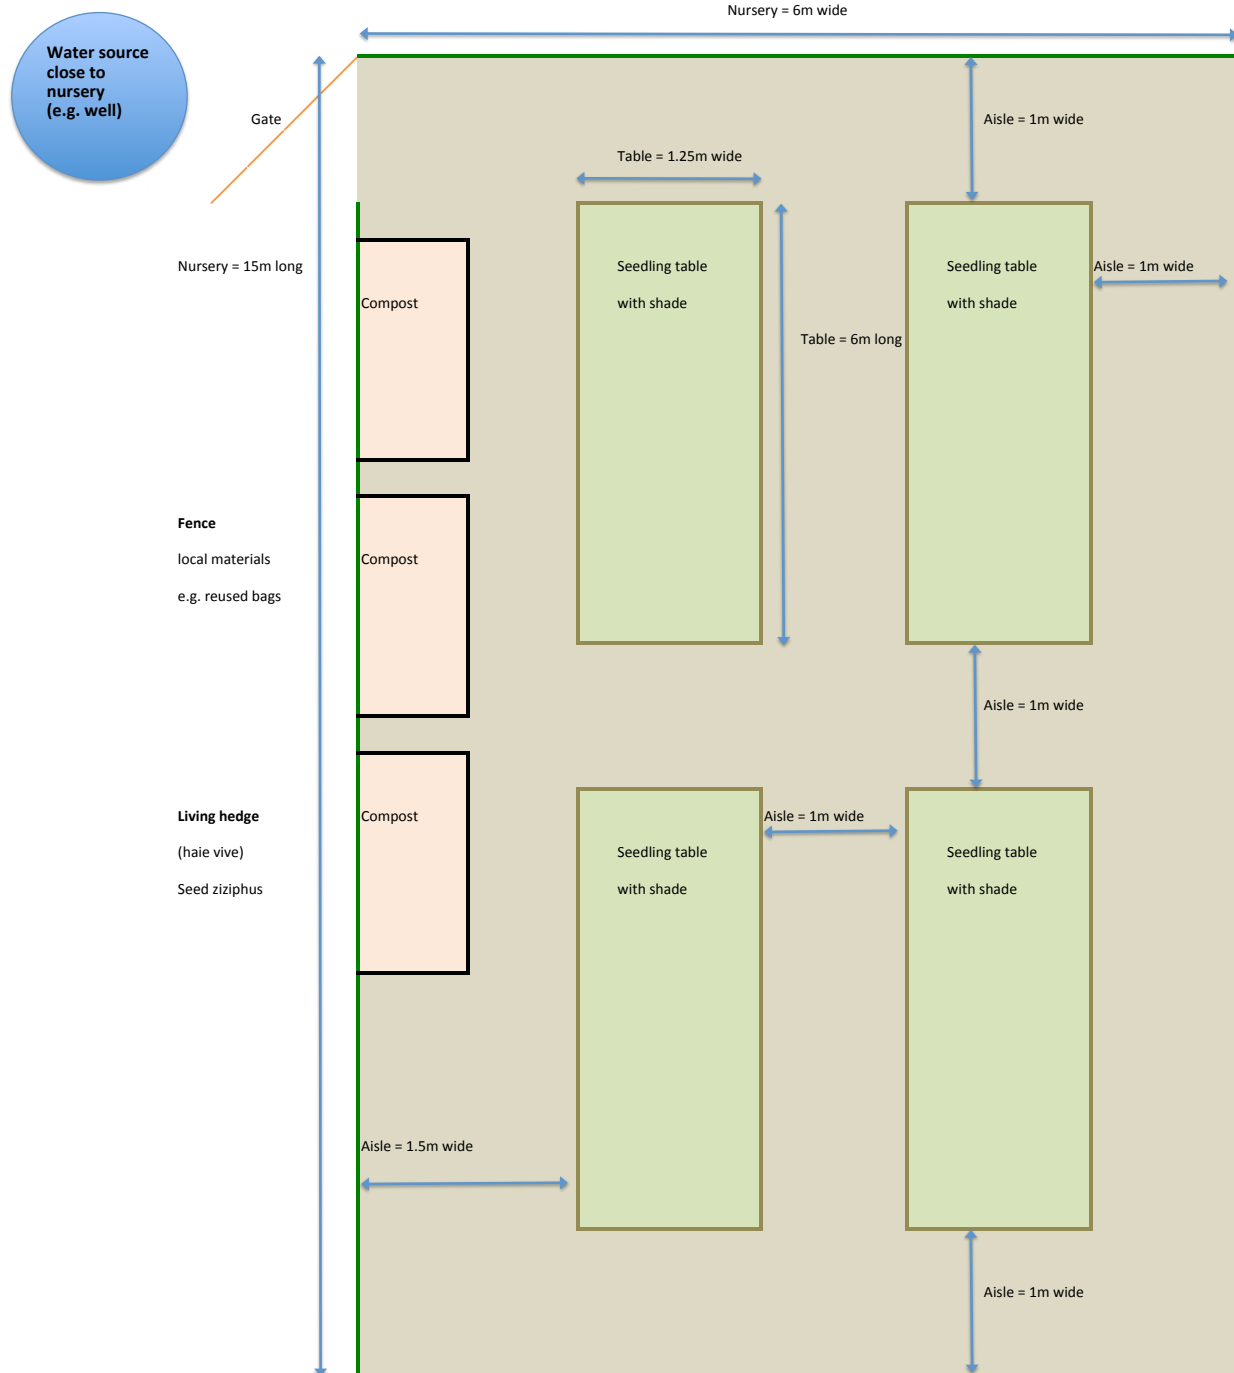 Nursery = 6m wide
Water source
close to
nursery
(e.g. well)
Gate
Aisle = 1m wide
Table = 1.25m wide
Nursery = 15m long
Seedling table
with shade
Seedling table
with shade
Aisle = 1m wide
Compost
Table = 6m long
Fence
local materials
e.g. reused bags
Compost
Aisle = 1m wide
Living hedge
(haie vive)
Seed ziziphus
Compost
Aisle = 1m wide
Seedling table
with shade
Seedling table
with shade
Aisle = 1.5m wide
Aisle = 1m wide